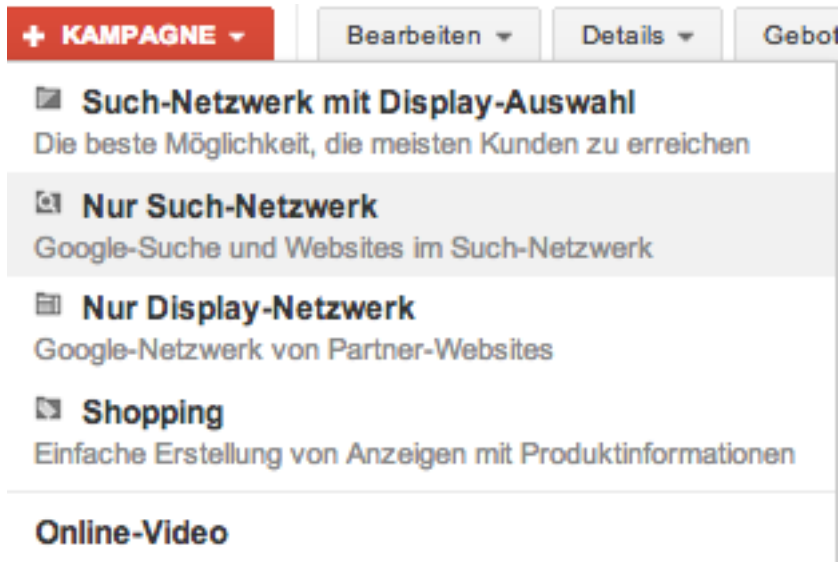 + KAMPAGNE Bearbeiten Details Gebot
Such-Netzwerk mit Display-Auswahl
Die beste Möglichkeit, die meisten Kunden zu erreichen
Nur Such-Netzwerk
Google-Suche und Websites im Such-Netzwerk
Nur Display-Netzwerk
Google-Netzwerk von Partner-Websites
Shopping
Einfache Erstellung von Anzeigen mit Produktinformationen
Online-Video